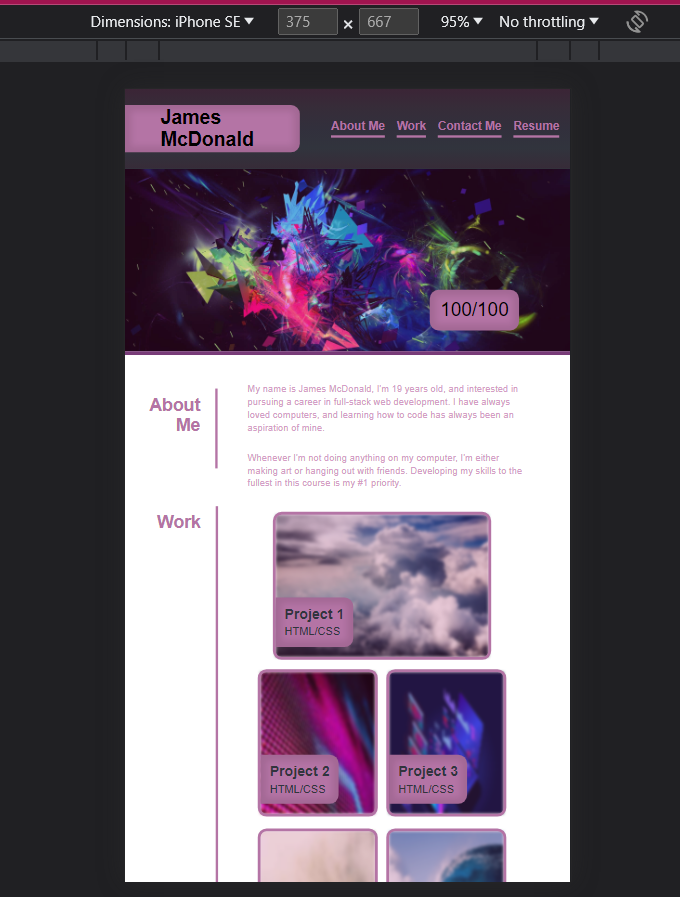 Dimensions: iPhone SE 375 × 667 95% No throttling
James
McDonald
About Me Work Contact Me Resume
100/100
About
Me
My name is James McDonald, I'm 19 years old, and interested in
pursuing a career in full-stack web development. I have always
loved computers, and learning how to code has always been an
aspiration of mine.
Whenever I'm not doing anything on my computer, I'm either
making art or hanging out with friends. Developing my skills to the
fullest in this course is my #1 priority.
Work
Project 1
HTML/CSS
Project 2
HTML/CSS
Project 3
HTML/CSS